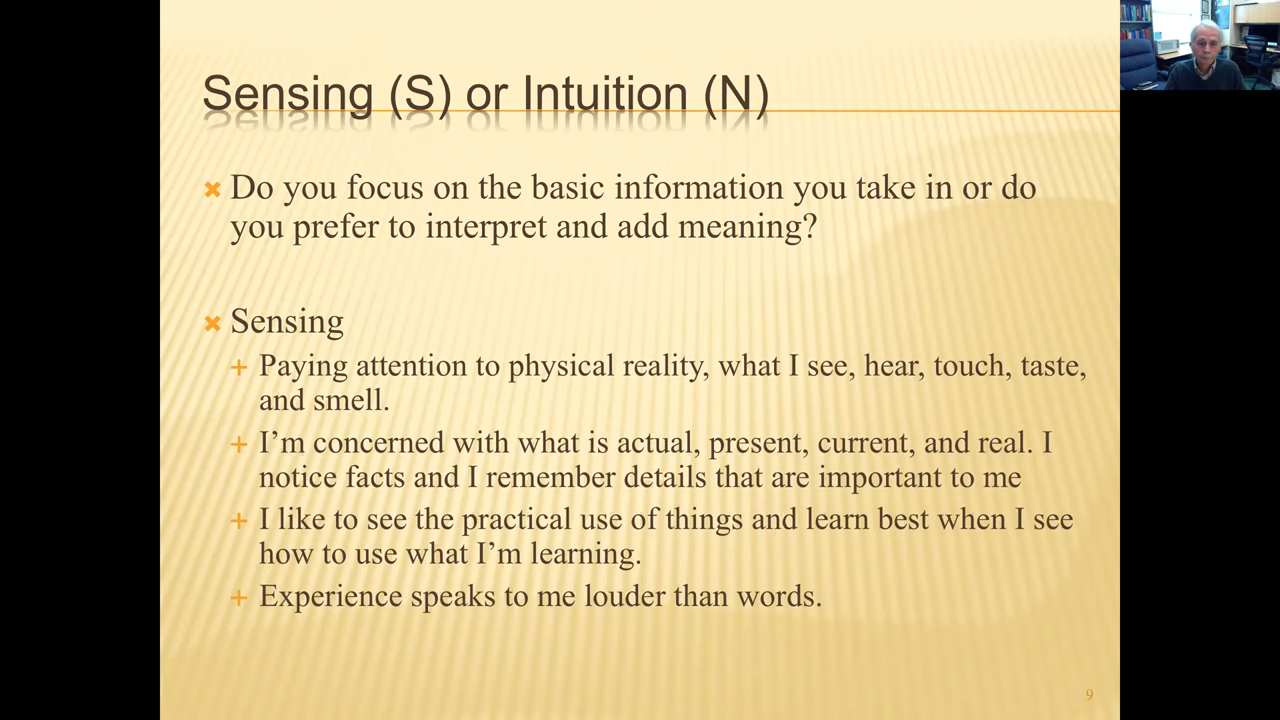 Sensing (S) or Intuition (N)
Do you focus on the basic information you take in or do
you prefer to interpret and add meaning?
Sensing
Paying attention to physical reality, what I see, hear, touch, taste,
and smell.
I’m concerned with what is actual, present, current, and real. I
notice facts and I remember details that are important to me
I like to see the practical use of things and learn best when I see
how to use what I’m learning.
Experience speaks to me louder than words.
9